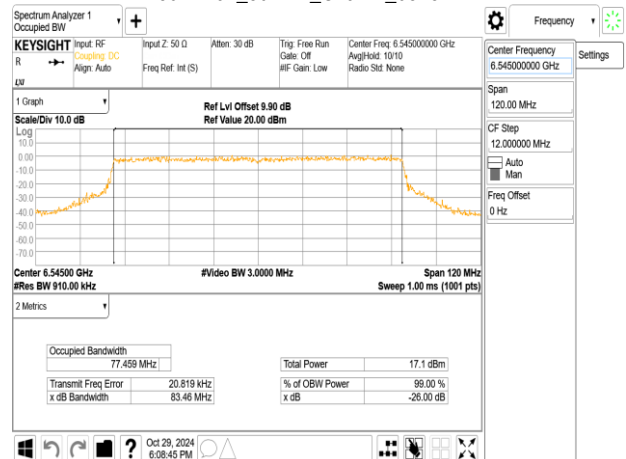 Spectrum Analyzer 1
Occupied BW
KEYSIGHT
R
LXI
Input: RF
Coupling: DC
Align: Auto
Input Z: 50 Ω
Freq Ref: Int (S)
Atten: 30 dB
Trig: Free Run
Gate: Off
#IF Gain: Low
Center Freq: 6.545000000 GHz
Avg|Hold: 10/10
Radio Std: None
1 Graph
Scale/Div 10.0 dB
Ref Lvl Offset 9.90 dB
Ref Value 20.00 dBm
Log
10.0
0.00
-10.0
-20.0
-30.0
-40.0
-50.0
-60.0
-70.0
Center 6.54500 GHz
#Video BW 3.0000 MHz
Span 120 MHz
#Res BW 910.00 kHz
Sweep 1.00 ms (1001 pts)
2 Metrics
Occupied Bandwidth
77.459 MHz
Transmit Freq Error 20.819 kHz
x dB Bandwidth 83.46 MHz
Total Power 17.1 dBm
% of OBW Power 99.00 %
x dB -26.00 dB
?
Oct 29, 2024
6:08:45 PM
Frequency
Center Frequency
6.545000000 GHz
Settings
Span
120.00 MHz
CF Step
12.000000 MHz
Auto
Man
Freq Offset
0 Hz